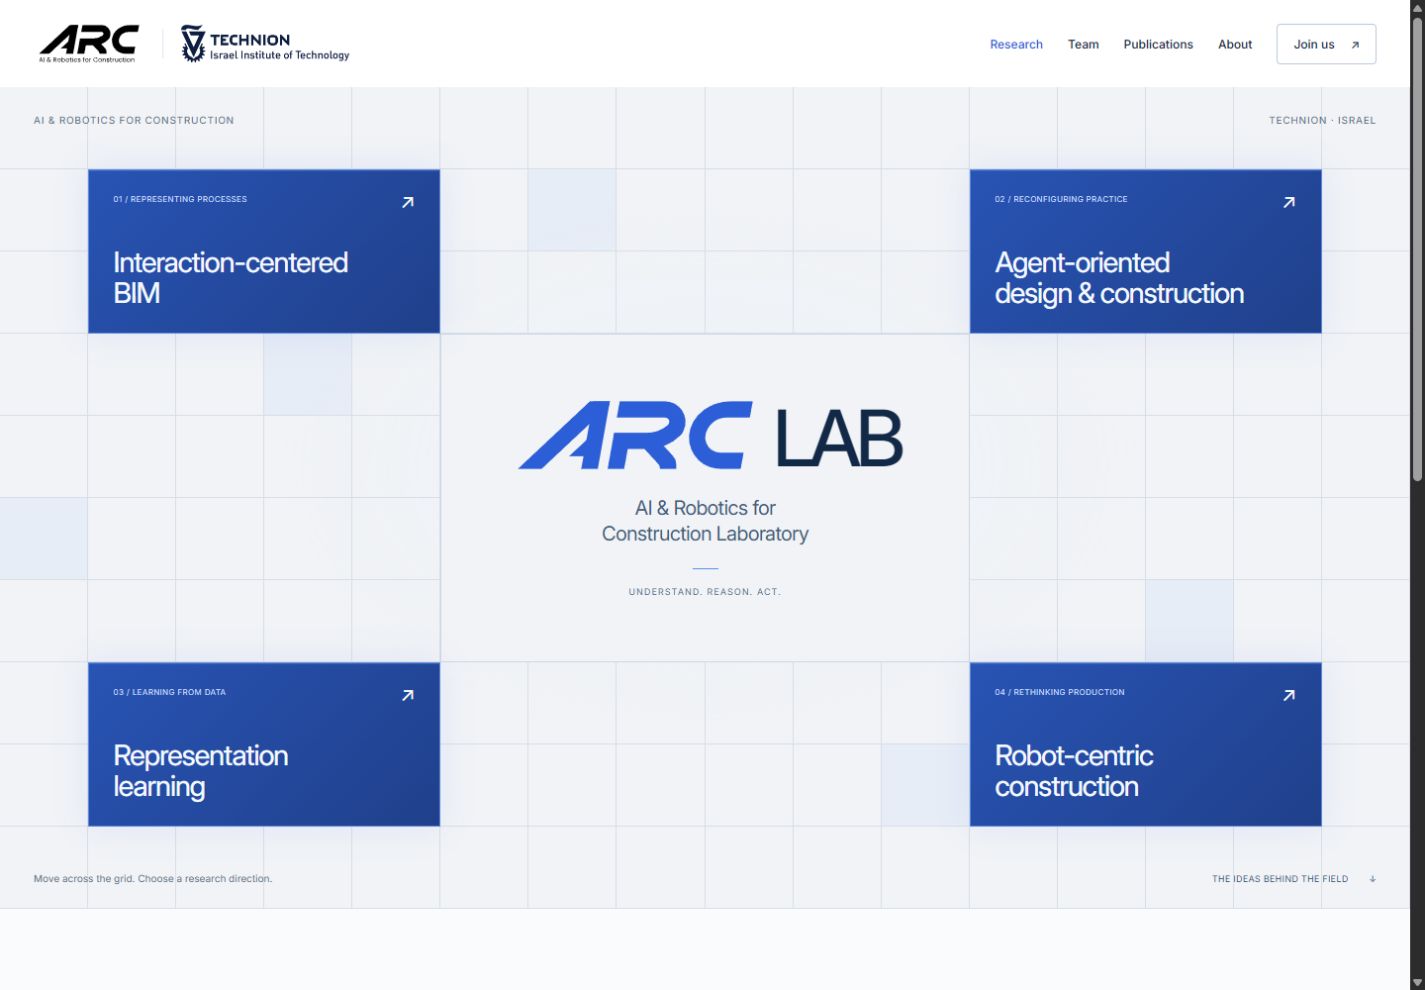 ARC
AI & Robotics for Construction
TECHNION
Israel Institute of Technology
Research
Team
Publications
About
Join us
AI & ROBOTICS FOR CONSTRUCTION
TECHNION · ISRAEL
01 / REPRESENTING PROCESSES
Interaction-centered
BIM
02 / RECONFIGURING PRACTICE
Agent-oriented
design & construction
ARC LAB
AI & Robotics for
Construction Laboratory
UNDERSTAND. REASON. ACT.
03 / LEARNING FROM DATA
Representation
learning
04 / RETHINKING PRODUCTION
Robot-centric
construction
Move across the grid. Choose a research direction.
THE IDEAS BEHIND THE FIELD